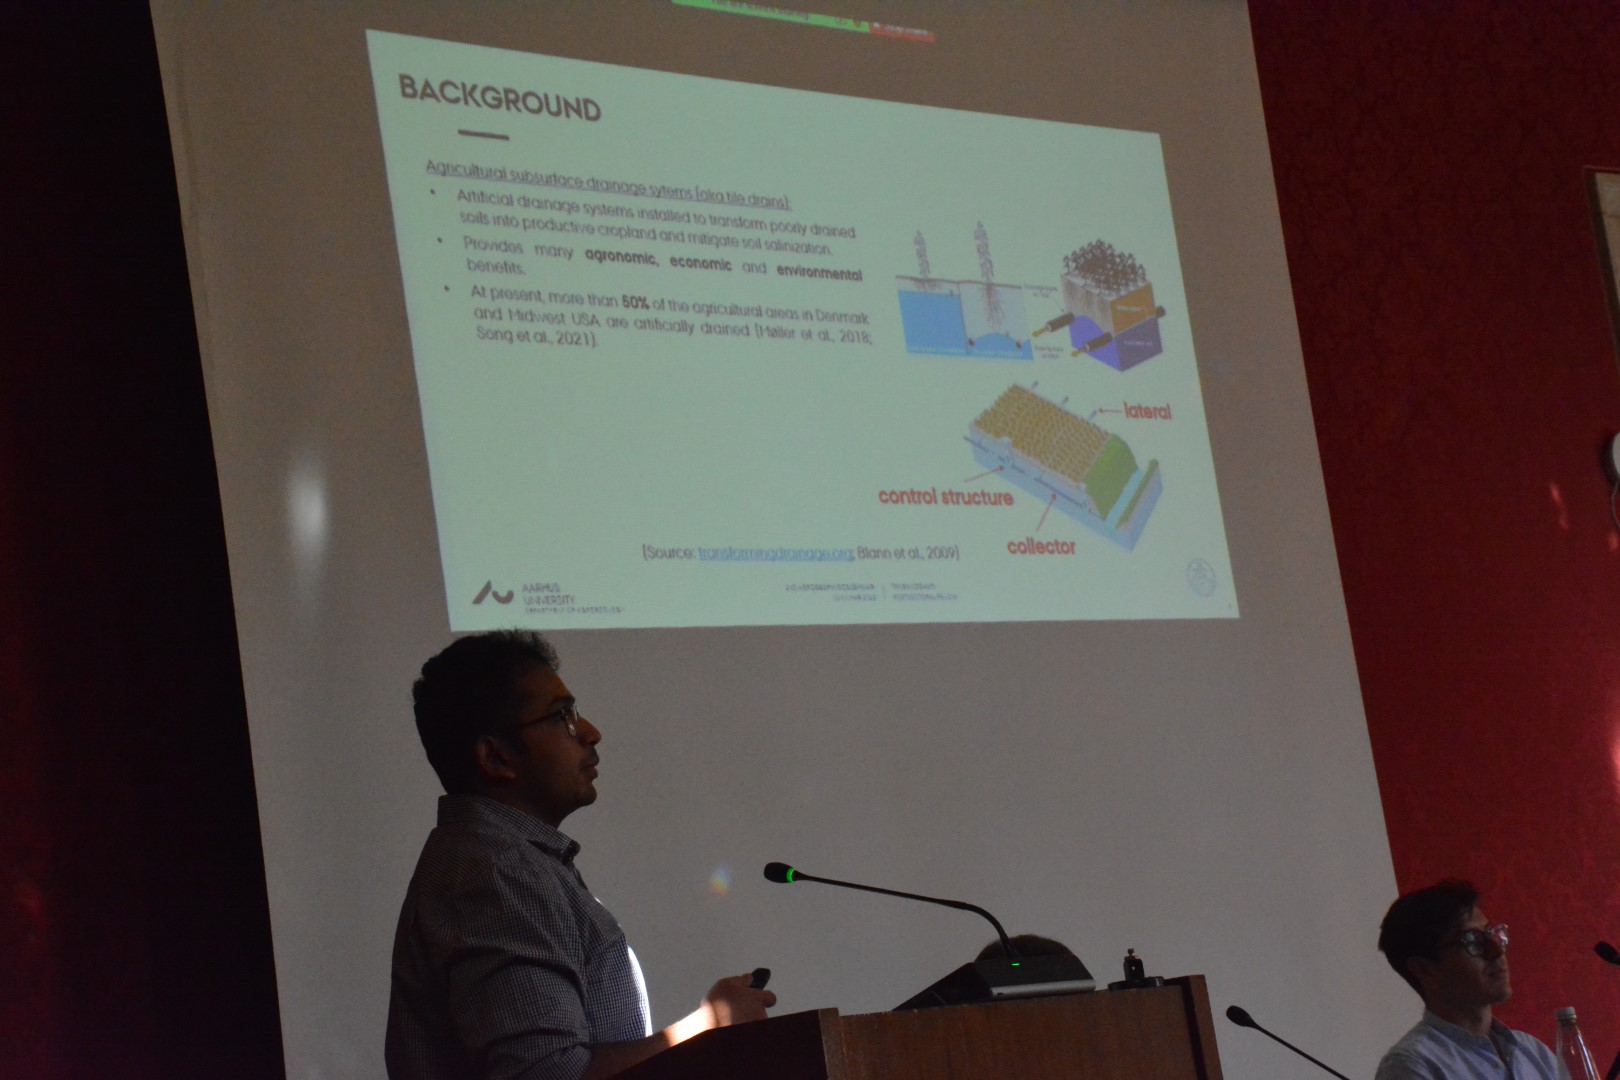 BACKGROUND
Agricultural subsurface drainage sytems (aka tile drains):
• Artificial drainage systems installed to transform poorly drained
soils into productive cropland and mitigate soil salinization.
• Provides many agronomic, economic and environmental
benefits.
• At present, more than 50% of the agricultural areas in Denmark
and Midwest USA are artificially drained (Møller et al., 2018;
Song et al., 2021).
lateral
control structure
collector
(Source: transformingdrainage.org; Blann et al., 2009)
AARHUS
UNIVERSITY